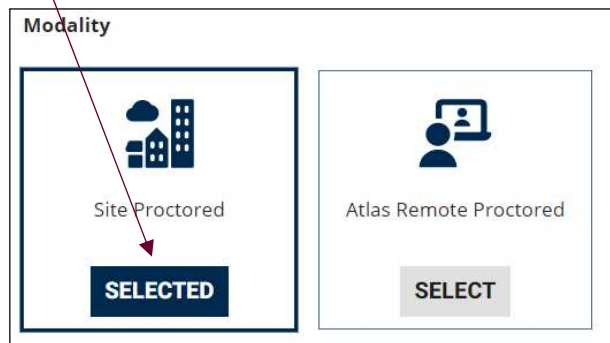 Modality
Site Proctored
Atlas Remote Proctored
SELECTED
SELECT